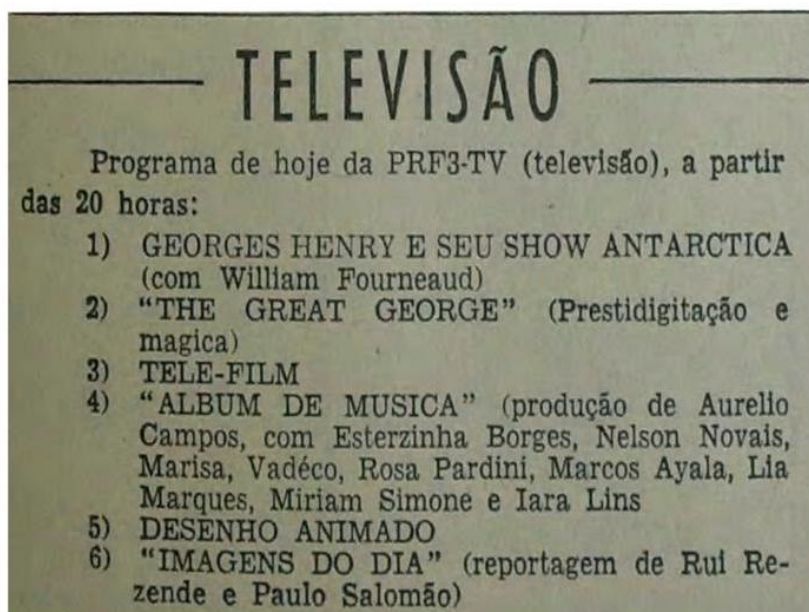 TELEVISÃO
Programa de hoje da PRF3-TV (televisão), a partir
das 20 horas:
1) GEORGES HENRY E SEU SHOW ANTARCTICA
(com William Fourneaud)
2) “THE GREAT GEORGE” (Prestidigitação e
magica)
3) TELE-FILM
4) “ALBUM DE MUSICA” (produção de Aurelio
Campos, com Esterzinha Borges, Nelson Novais,
Marisa, Vadéco, Rosa Pardini, Marcos Ayala, Lia
Marques, Miriam Simone e Iara Lins
5) DESENHO ANIMADO
6) “IMAGENS DO DIA” (reportagem de Rui Re-
zende e Paulo Salomão)